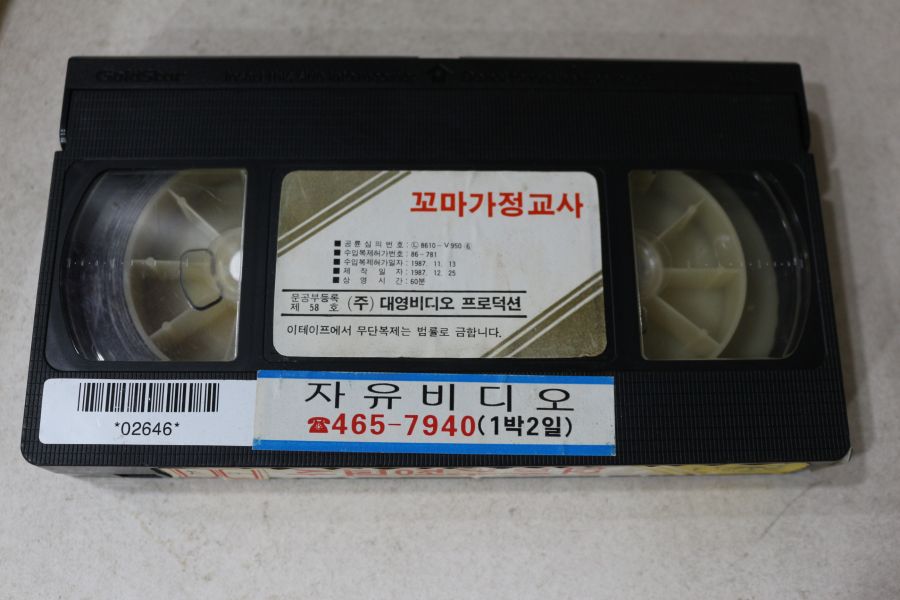 GoldStar
꼬마가정교사
■ 공륜심의번호 : Ⓛ 8610-V950 ⑥
■ 수입복제허가번호 : 86-781
■ 수입복제허가일자 : 1987. 11. 13
■ 제작일자 : 1987. 12. 25
■ 상영시간 : 60분
문공부등록
제 58 호
(주) 대영비디오 프로덕션
이테이프에서 무단복제는 법률로 금합니다.
*02646*
자유비디오
☎465-7940(1박2일)